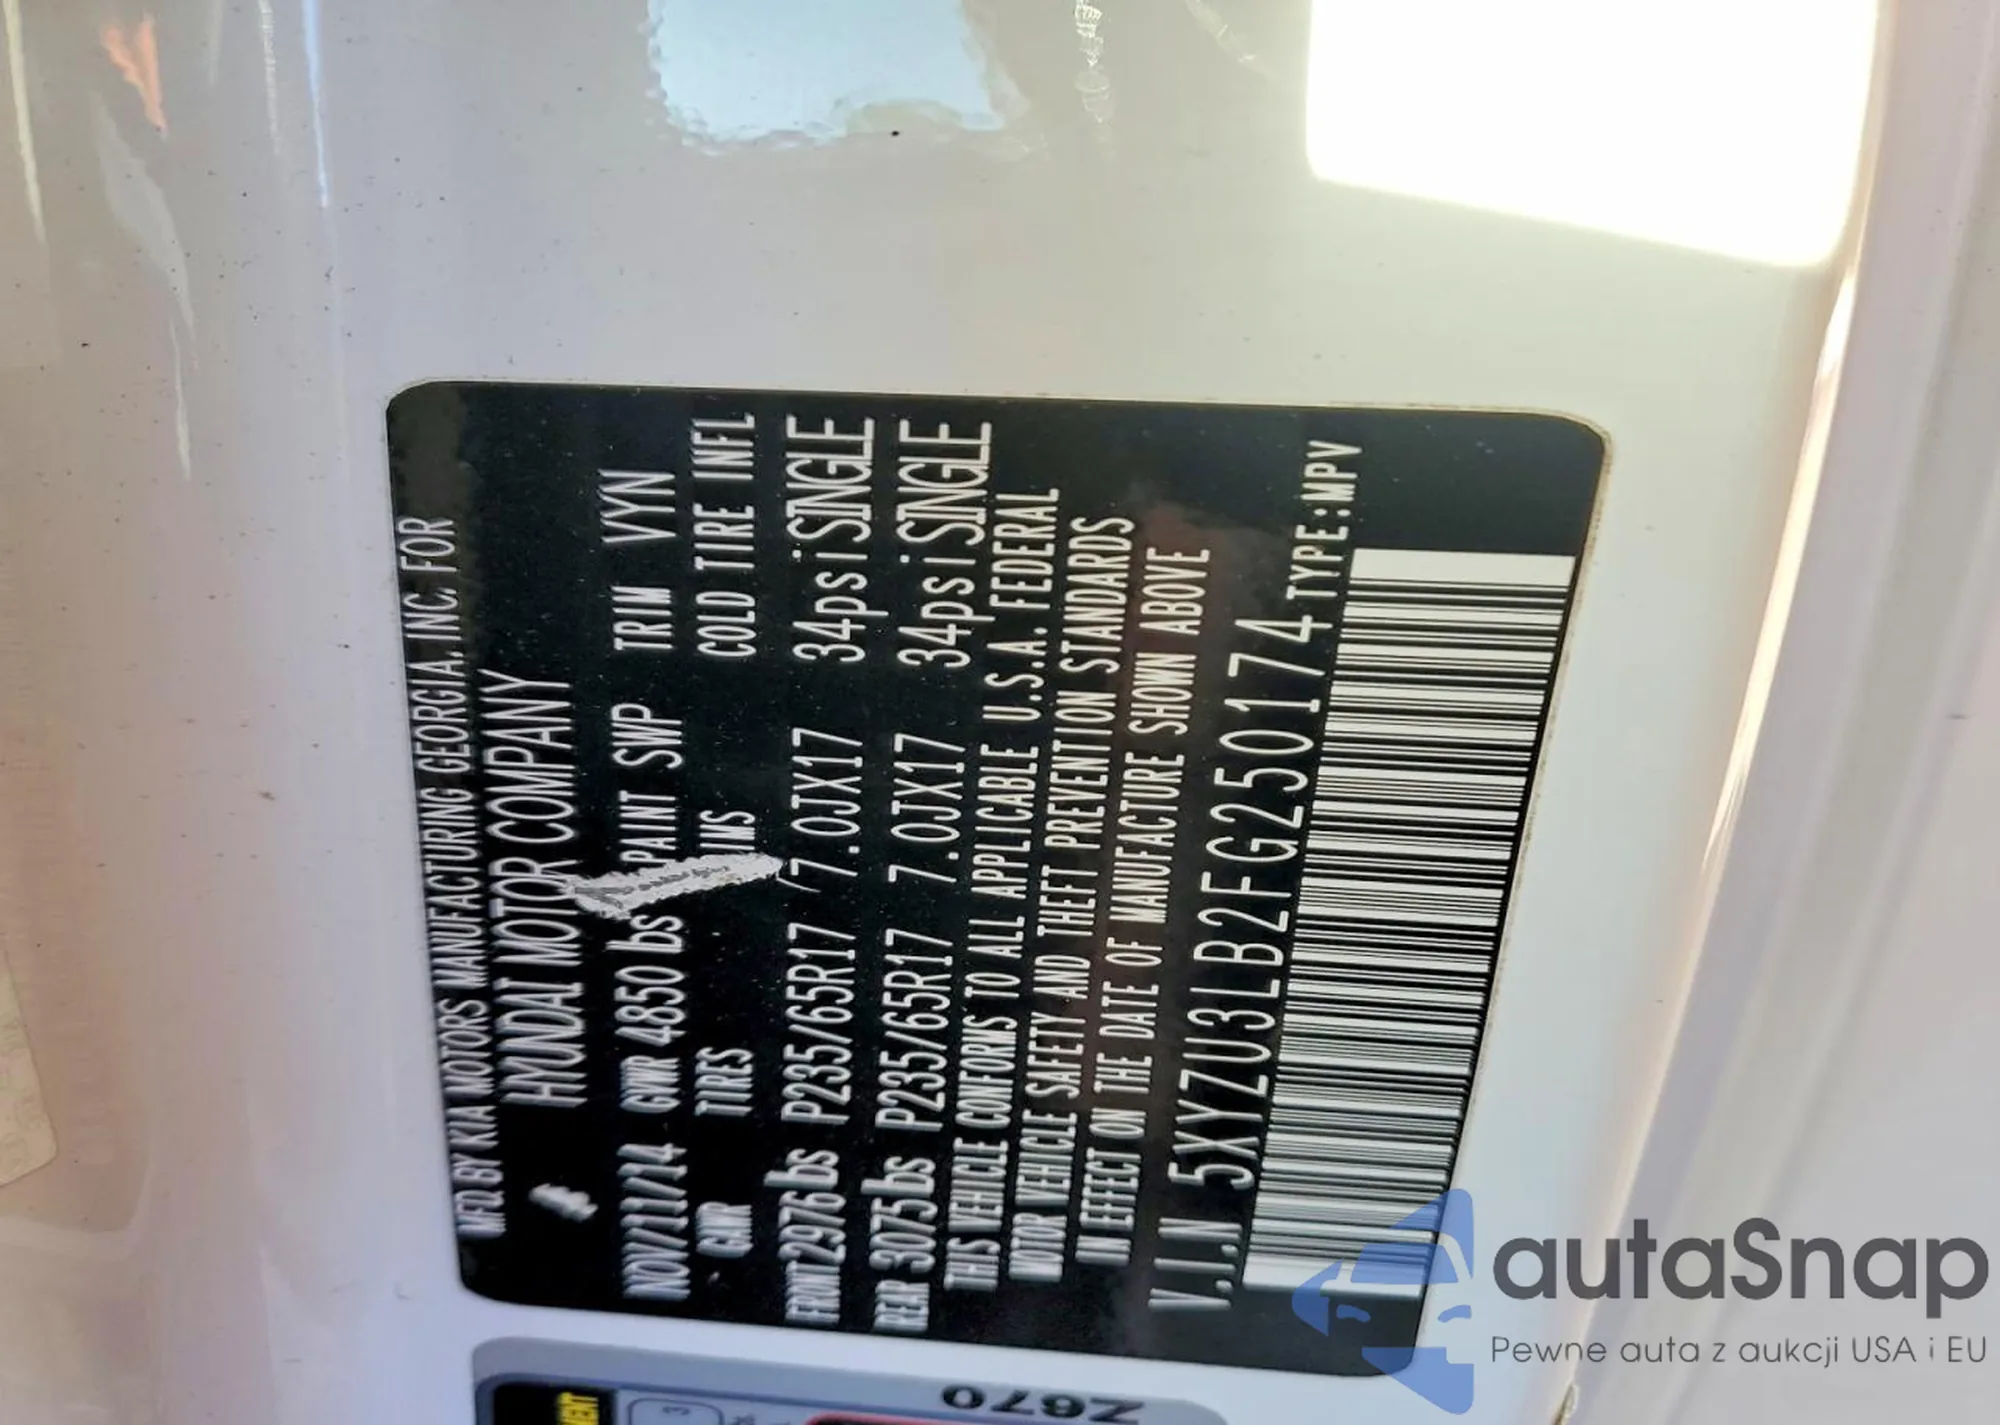 MFD BY KIA MOTORS MANUFACTURING GEORGIA, INC. FOR
HYUNDAI MOTOR COMPANY
NOV/11/14 GVWR 4850 lbs PAINT SWP TRIM VYN
GAWR TIRES COLD TIRE INFL
FRONT 2976 lbs P235/65R17 7.0JX17 34psi SINGLE
REAR 3075 lbs P235/65R17 7.0JX17 34psi SINGLE
THIS VEHICLE CONFORMS TO ALL APPLICABLE U.S.A. FEDERAL
MOTOR VEHICLE SAFETY AND THEFT PREVENTION STANDARDS
IN EFFECT ON THE DATE OF MANUFACTURE SHOWN ABOVE
V.I.N 5XYZU3LB2FG250174 TYPE:MPV
Z670
autaSnap
Pewne auta z aukcji USA i EU